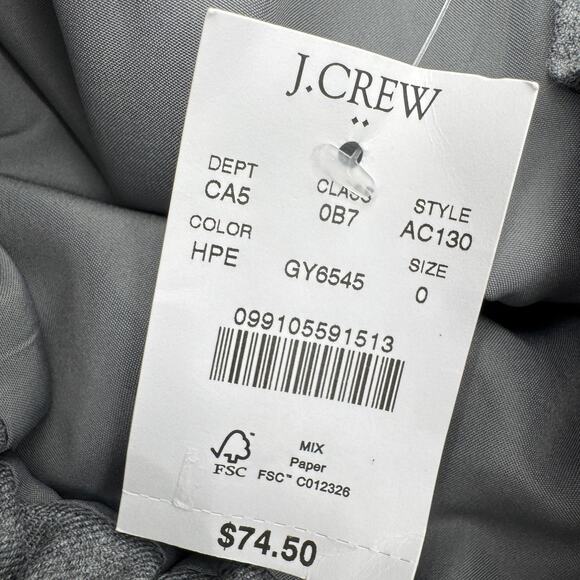 J.CREW
DEPT CLASS STYLE
CA5 0B7 AC130
COLOR SIZE
HPE GY6545 0
099105591513
MIX
Paper
FSC FSC™ C012326
$74.50